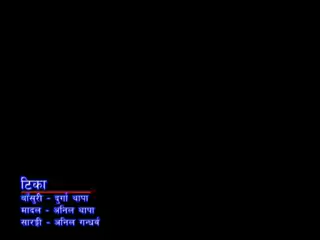 टिका
बाँसुरी - दुर्गा थापा
मादल - अनिल थापा
सारङ्गी - अनिल गन्धर्व